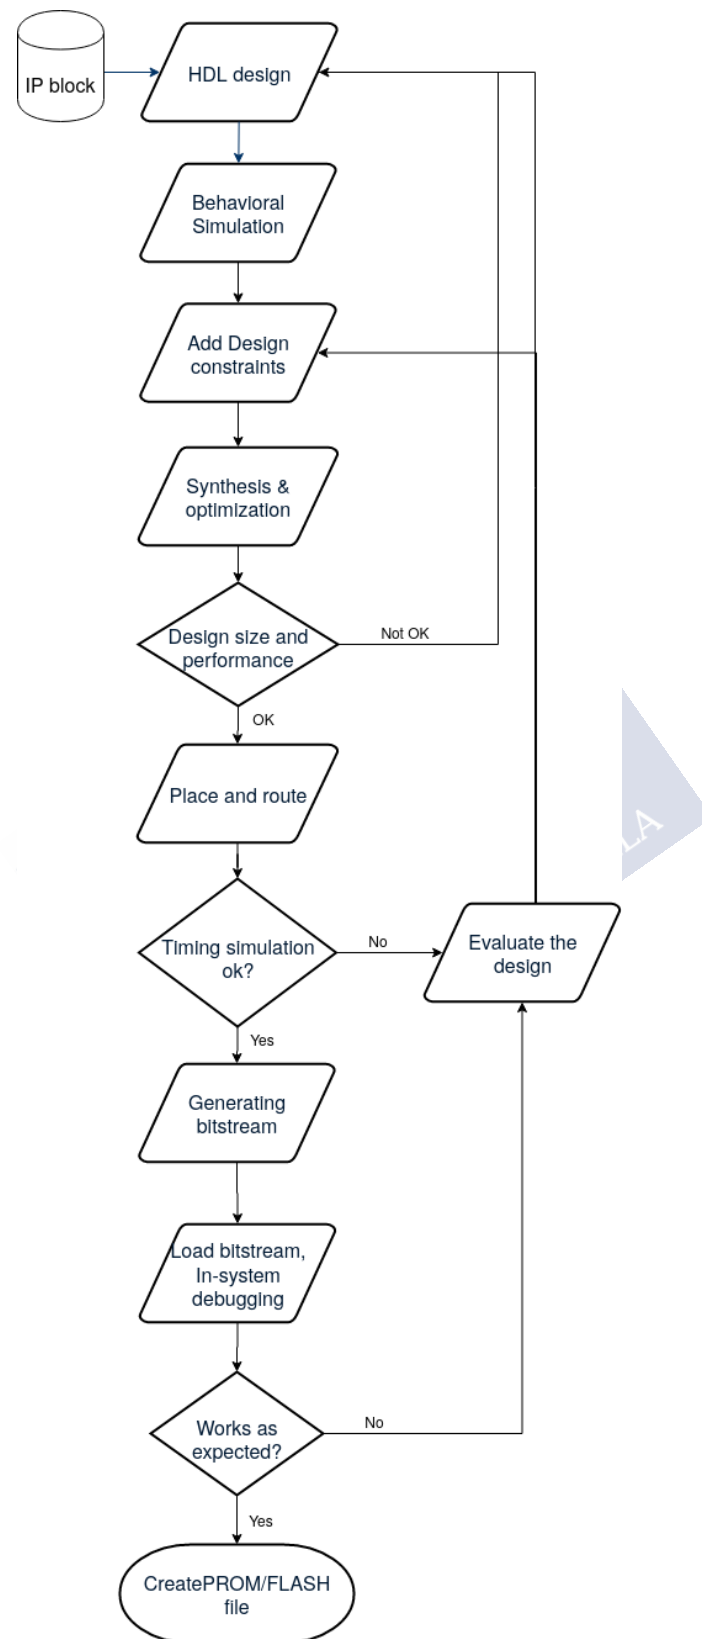 IP block
HDL design
Behavioral
Simulation
Add Design
constraints
Synthesis &
optimization
Design size and
performance
Not OK
OK
Place and route
LA
Timing simulation
ok?
No
Evaluate the
design
Yes
Generating
bitstream
Load bitstream,
In-system
debugging
Works as
expected?
No
Yes
CreatePROM/FLASH
file